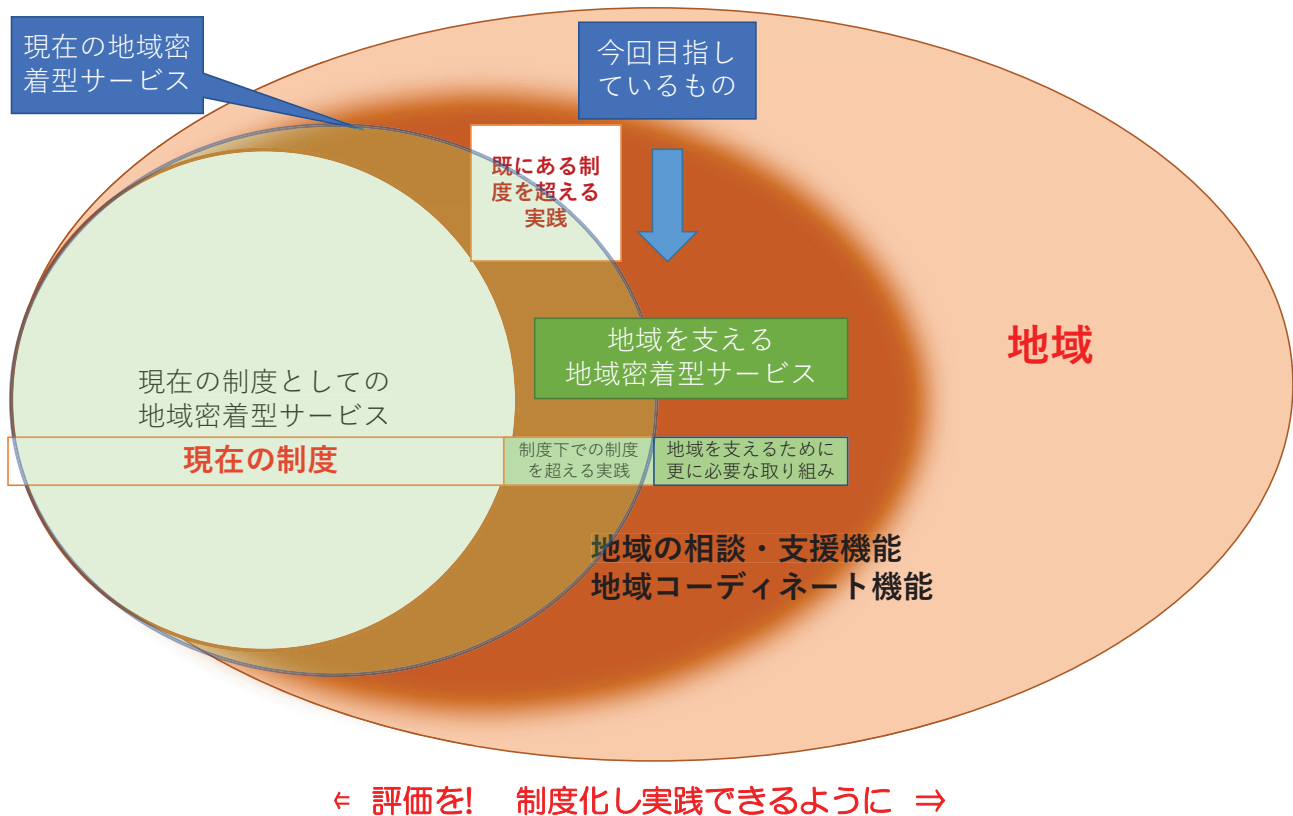 現在の地域密
着型サービス
今回目指し
ているもの
既にある制
度を超える
実践
地域
地域を支える
地域密着型サービス
現在の制度としての
地域密着型サービス
現在の制度
制度下での制度
を超える実践
地域を支えるために
更に必要な取り組み
地域の相談・支援機能
地域コーディネート機能
⇐ 評価を! 制度化し実践できるように ⇒